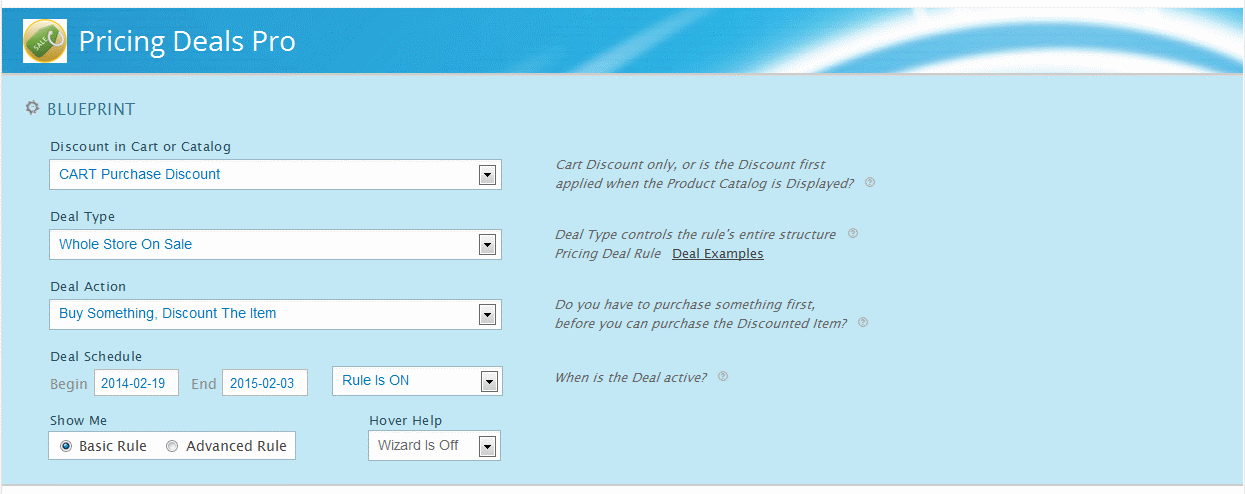 SALE
Pricing Deals Pro
BLUEPRINT
Discount in Cart or Catalog
CART Purchase Discount
Cart Discount only, or is the Discount first
applied when the Product Catalog is Displayed? ?
Deal Type
Whole Store On Sale
Deal Type controls the rule's entire structure ?
Pricing Deal Rule Deal Examples
Deal Action
Buy Something, Discount The Item
Do you have to purchase something first,
before you can purchase the Discounted Item? ?
Deal Schedule
Begin 2014-02-19 End 2015-02-03 Rule Is ON
When is the Deal active? ?
Show Me
Basic Rule Advanced Rule
Hover Help
Wizard Is Off